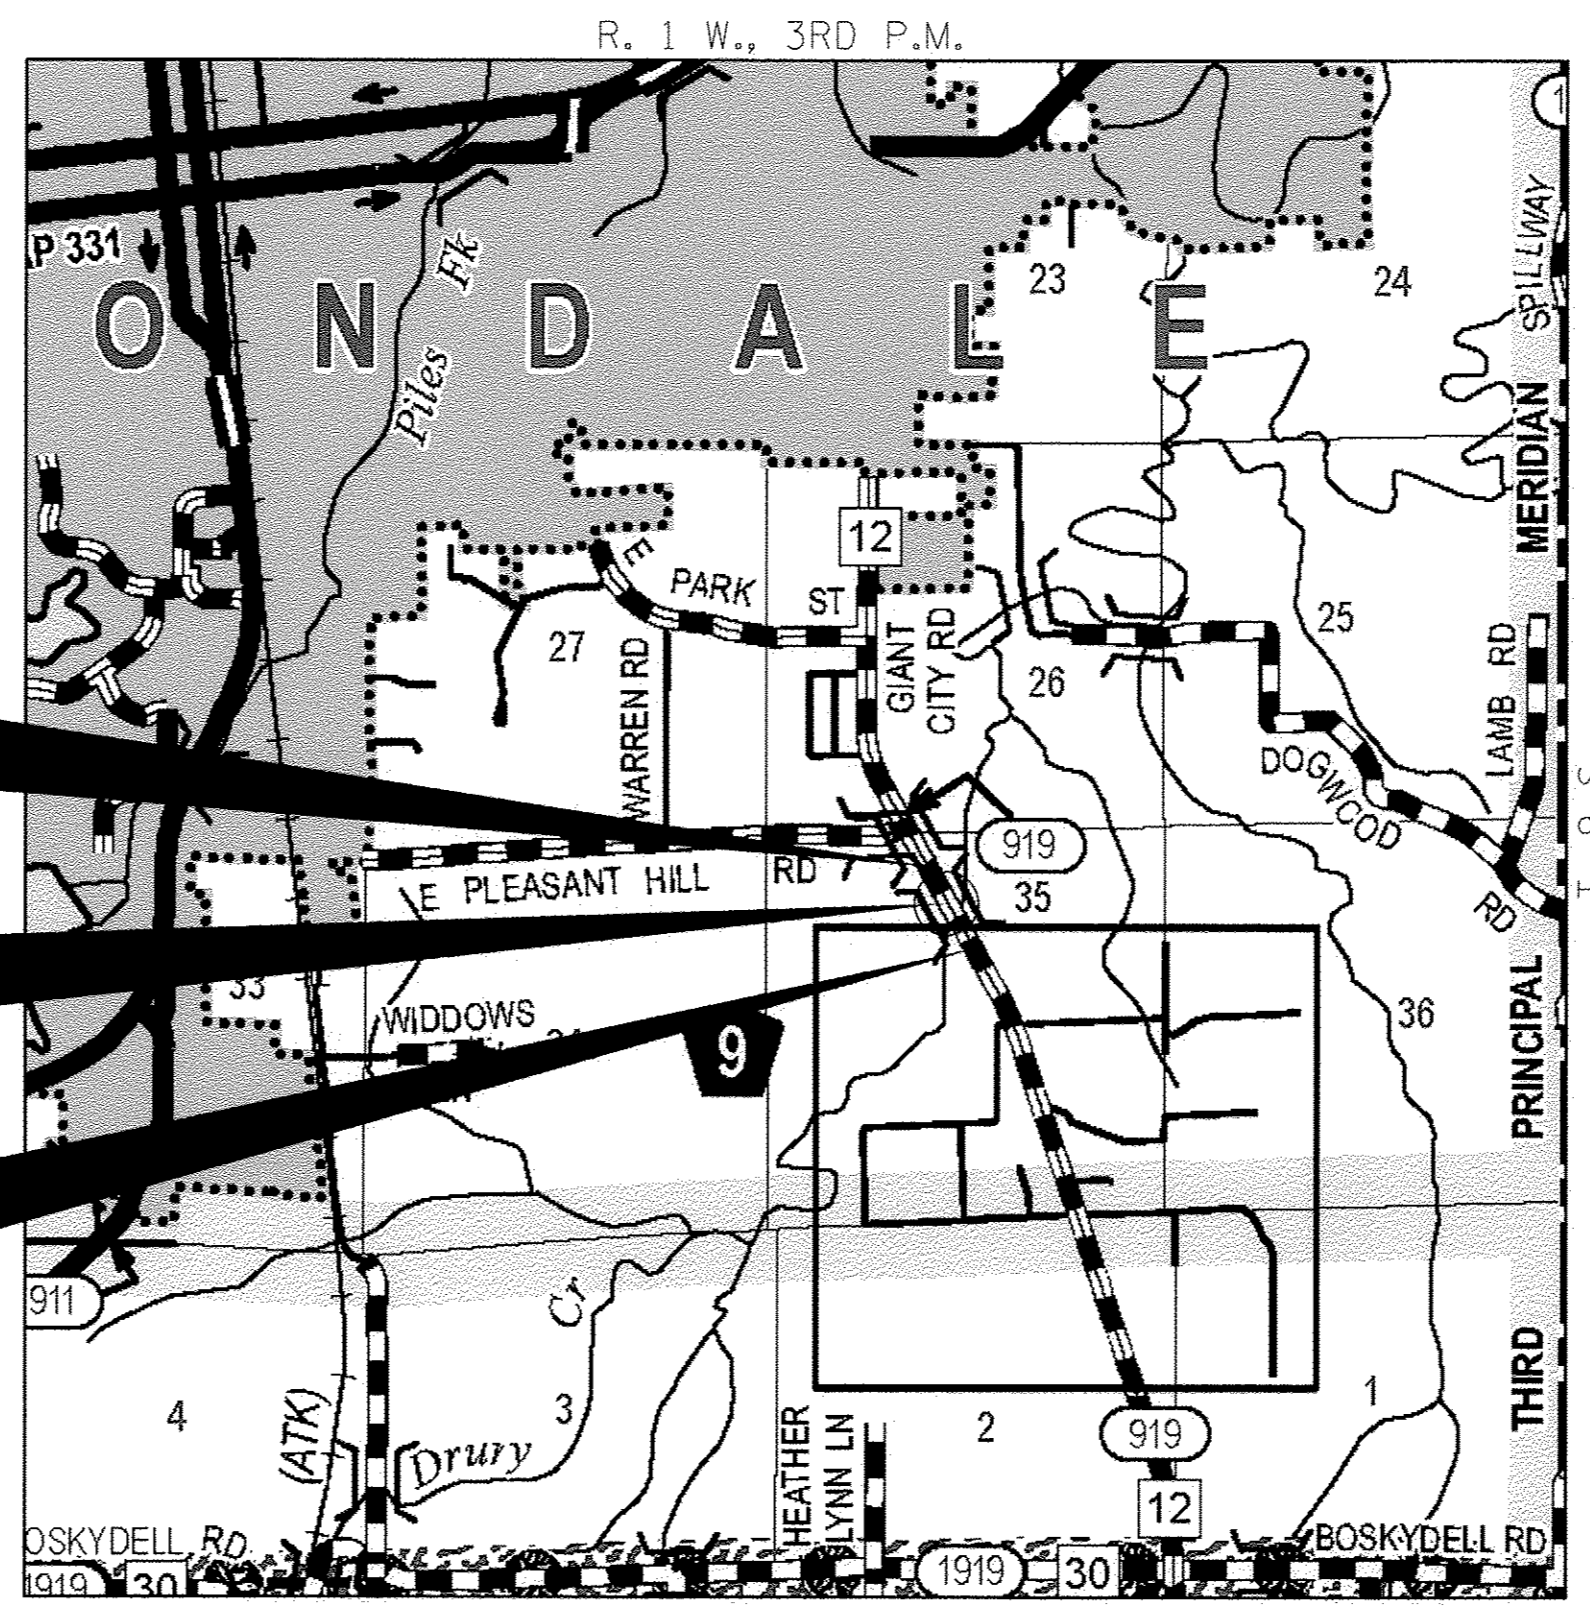 R. 1 W., 3RD P.M.
1
P 331
Piles Fk
O N D A L E
23
24
SPILLWAY
MERIDIAN
12
E PARK ST
27
WARREN RD
GIANT
CITY RD
26
25
LAMB RD
DOGWOOD RD
919
E PLEASANT HILL RD
35
33
WIDDOWS
9
36
PRINCIPAL
911
Cr
4
3
(ATK)
Drury
HEATHER
LYNN LN
2
1
919
12
THIRD
OSKYDELL RD
BOSKYDELL RD
1919
30
1919
30